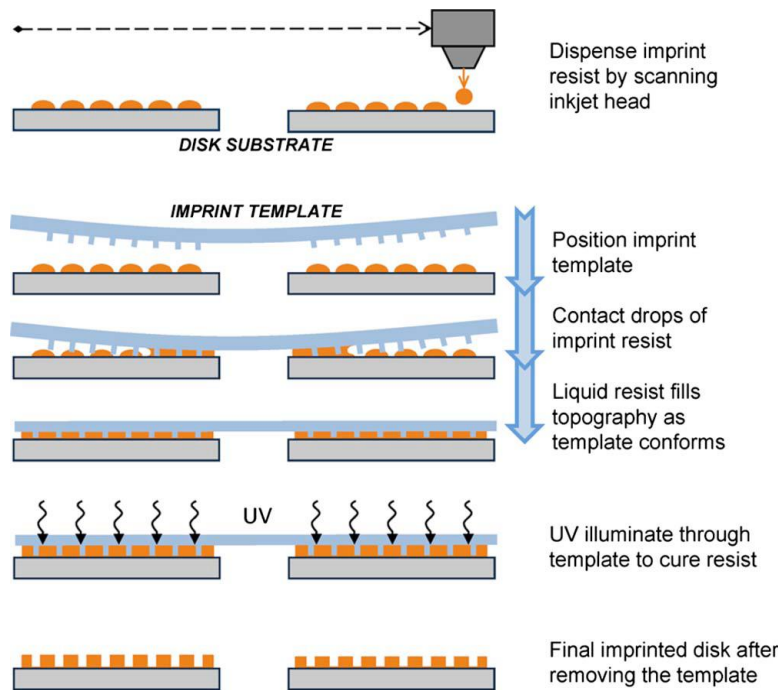 Dispense imprint
resist by scanning
inkjet head
DISK SUBSTRATE
IMPRINT TEMPLATE
Position imprint
template
Contact drops of
imprint resist
Liquid resist fills
topography as
template conforms
UV
UV illuminate through
template to cure resist
Final imprinted disk after
removing the template